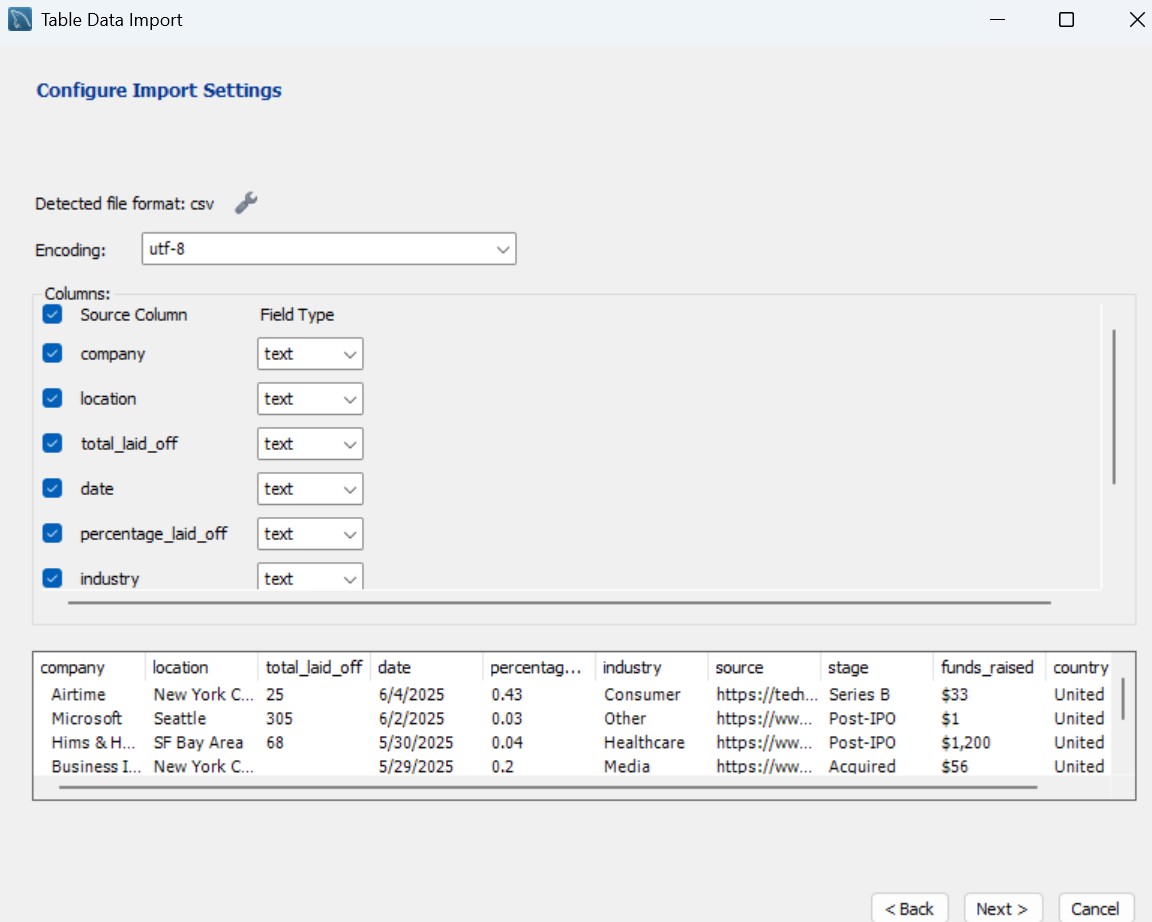 Table Data Import
Configure Import Settings
Detected file format: csv
Encoding: utf-8
Columns:
Source Column Field Type
company text
location text
total_laid_off text
date text
percentage_laid_off text
industry text
company location total_laid_off date percentag... industry source stage funds_raised country
Airtime New York C... 25 6/4/2025 0.43 Consumer https://tech... Series B $33 United
Microsoft Seattle 305 6/2/2025 0.03 Other https://ww... Post-IPO $1 United
Hims & H... SF Bay Area 68 5/30/2025 0.04 Healthcare https://ww... Post-IPO $1,200 United
Business I... New York C... 5/29/2025 0.2 Media https://ww... Acquired $56 United
< Back Next > Cancel